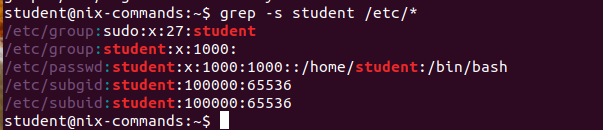 student@nix-commands:~$ grep -s student /etc/*
/etc/group:sudo:x:27:student
/etc/group:student:x:1000:
/etc/passwd:student:x:1000:1000::/home/student:/bin/bash
/etc/subgid:student:100000:65536
/etc/subuid:student:100000:65536
student@nix-commands:~$